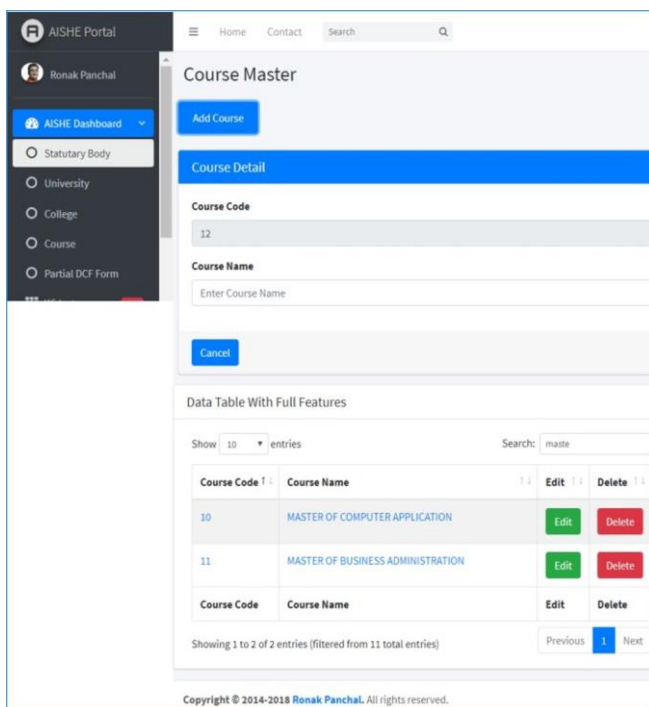 AISHE Portal
Home Contact Search
Ronak Panchal
Course Master
AISHE Dashboard
Add Course
Statutary Body
University
Course Detail
College
Course Code
12
Course
Course Name
Partial DCF Form
Enter Course Name
Cancel
Data Table With Full Features
Show 10 entries Search: maste
Course Code Course Name Edit Delete
10 MASTER OF COMPUTER APPLICATION Edit Delete
11 MASTER OF BUSINESS ADMINISTRATION Edit Delete
Course Code Course Name Edit Delete
Showing 1 to 2 of 2 entries (filtered from 11 total entries) Previous 1 Next
Copyright © 2014-2018 Ronak Panchal. All rights reserved.